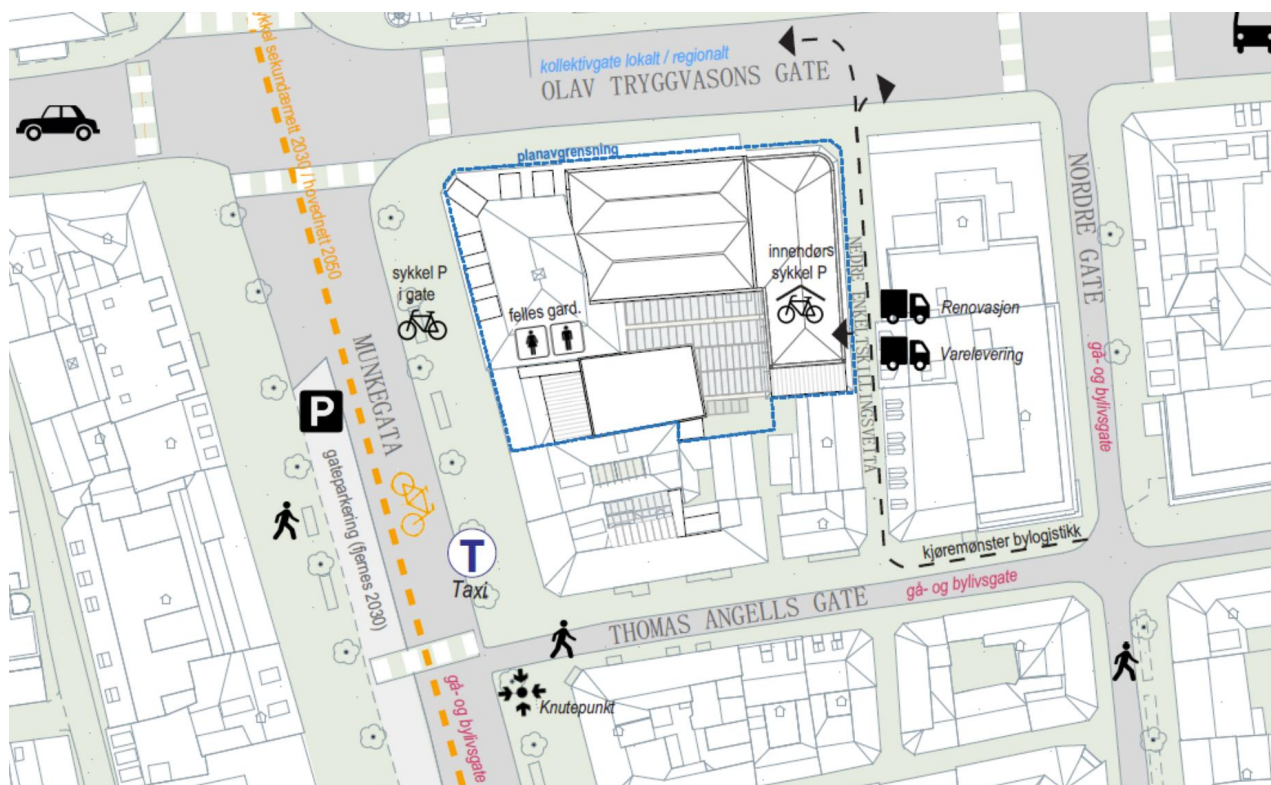 sykkel sekundærnett 2030 / hovednett 2050
kollektivgate lokalt / regionalt
OLAV TRYGGVASONS GATE
planavgrensning
NORDRE GATE
sykkel P
i gate
felles gard.
innendørs
sykkel P
NEDRE ENKELTSKILLINGSVEITA
Renovasjon
Varelevering
MUNKEGATA
P
gateparkering (fjernes 2030)
gå- og bylivsgate
T
Taxi
kjøremønster bylogistikk
gå- og bylivsgate
THOMAS ANGELLS GATE
Knutepunkt
gå- og bylivsgate